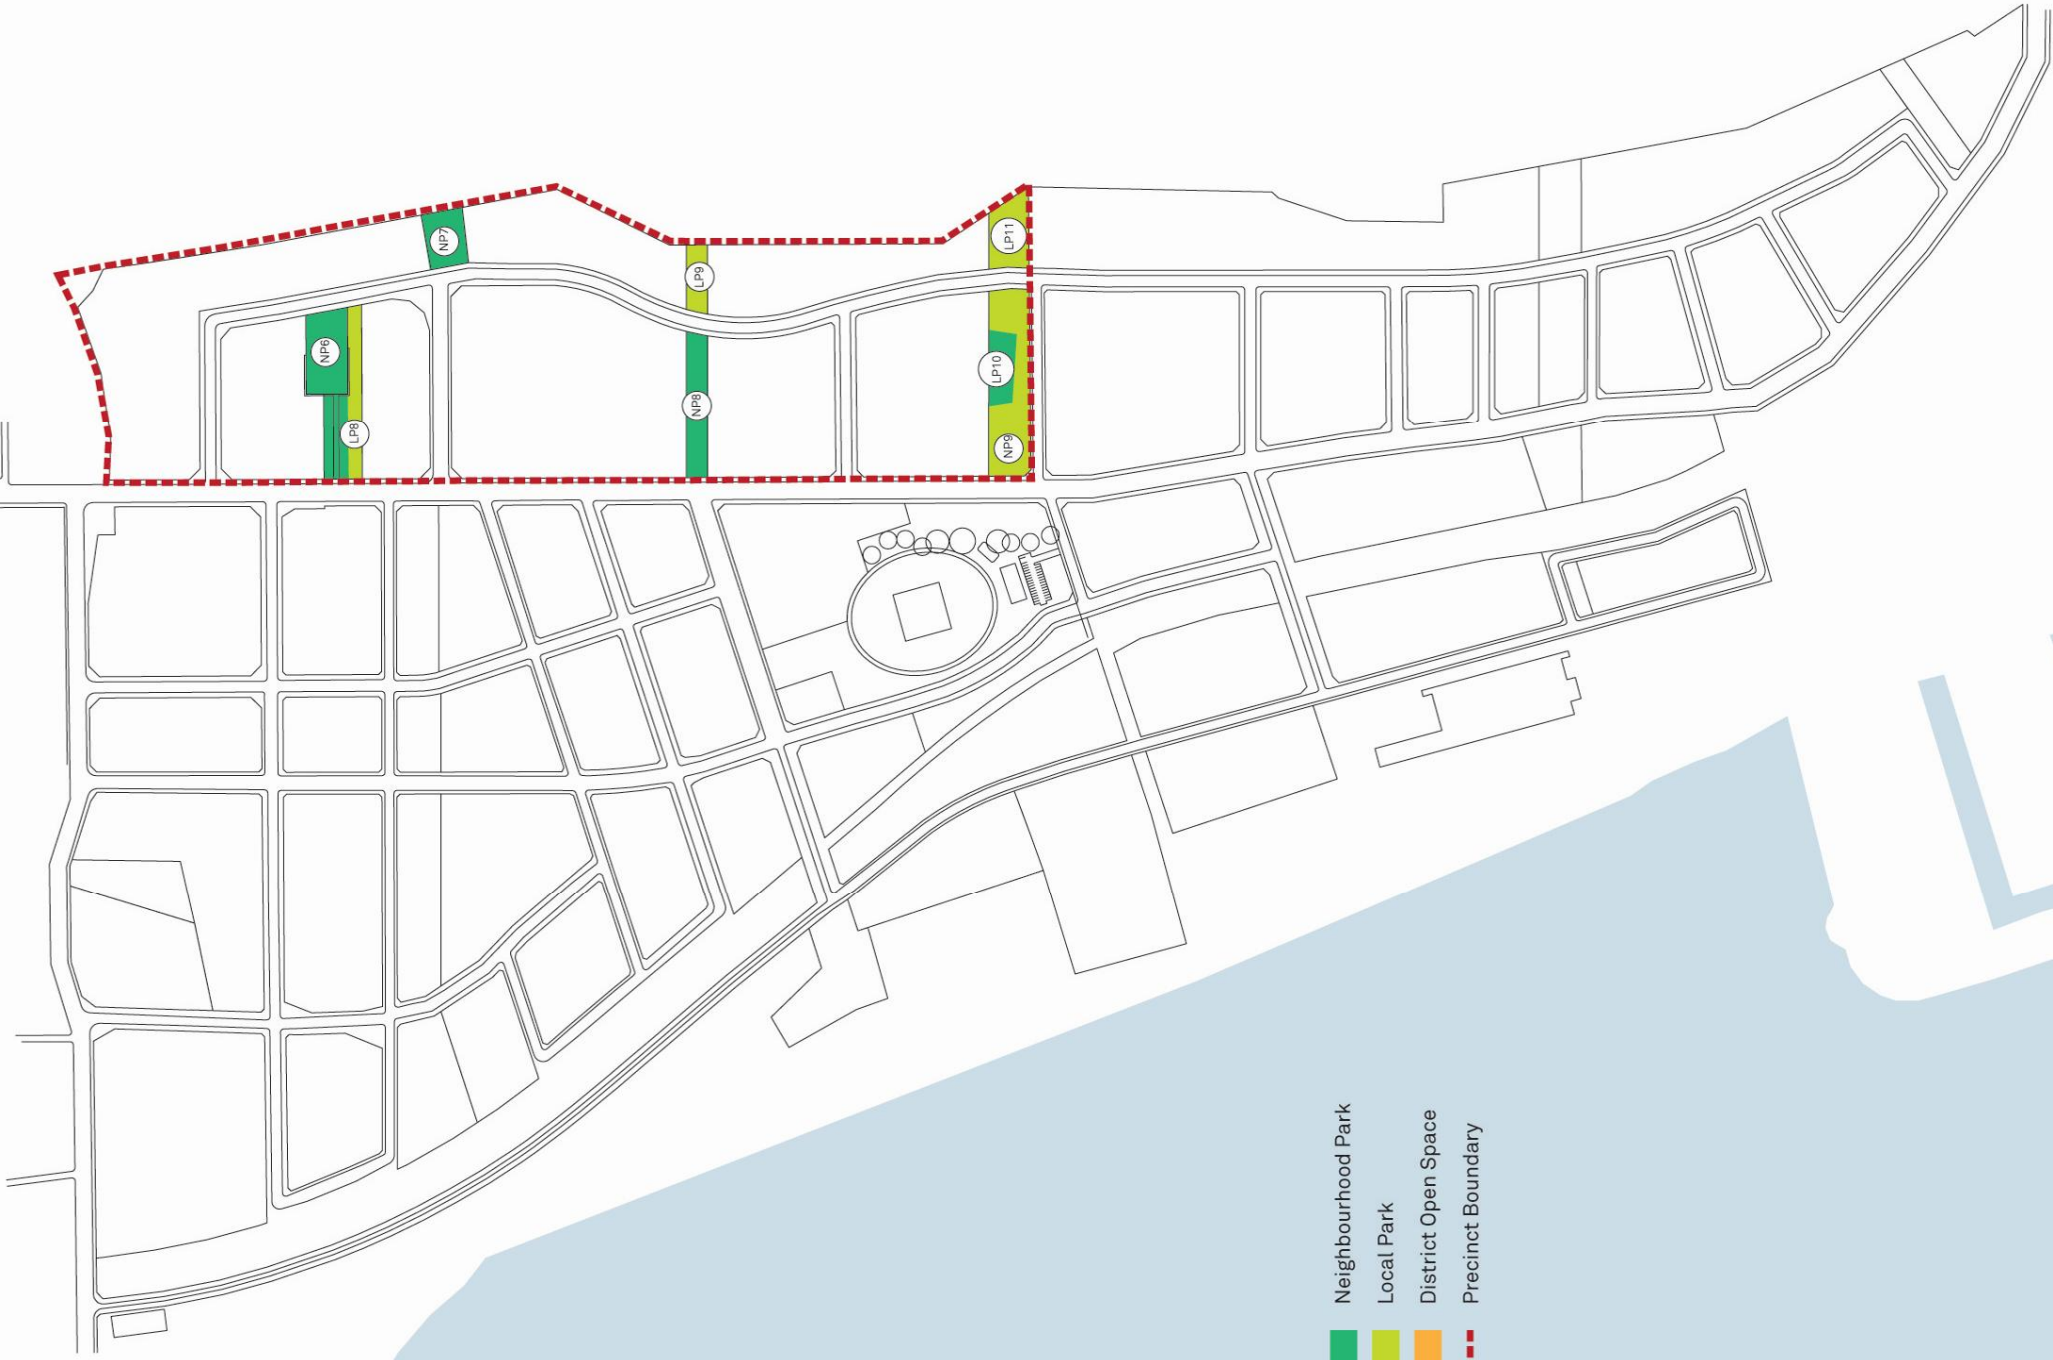 NP7
LP9
LP11
NP6
LP10
NP8
LP8
NP9
Neighbourhood Park
Local Park
District Open Space
Precinct Boundary